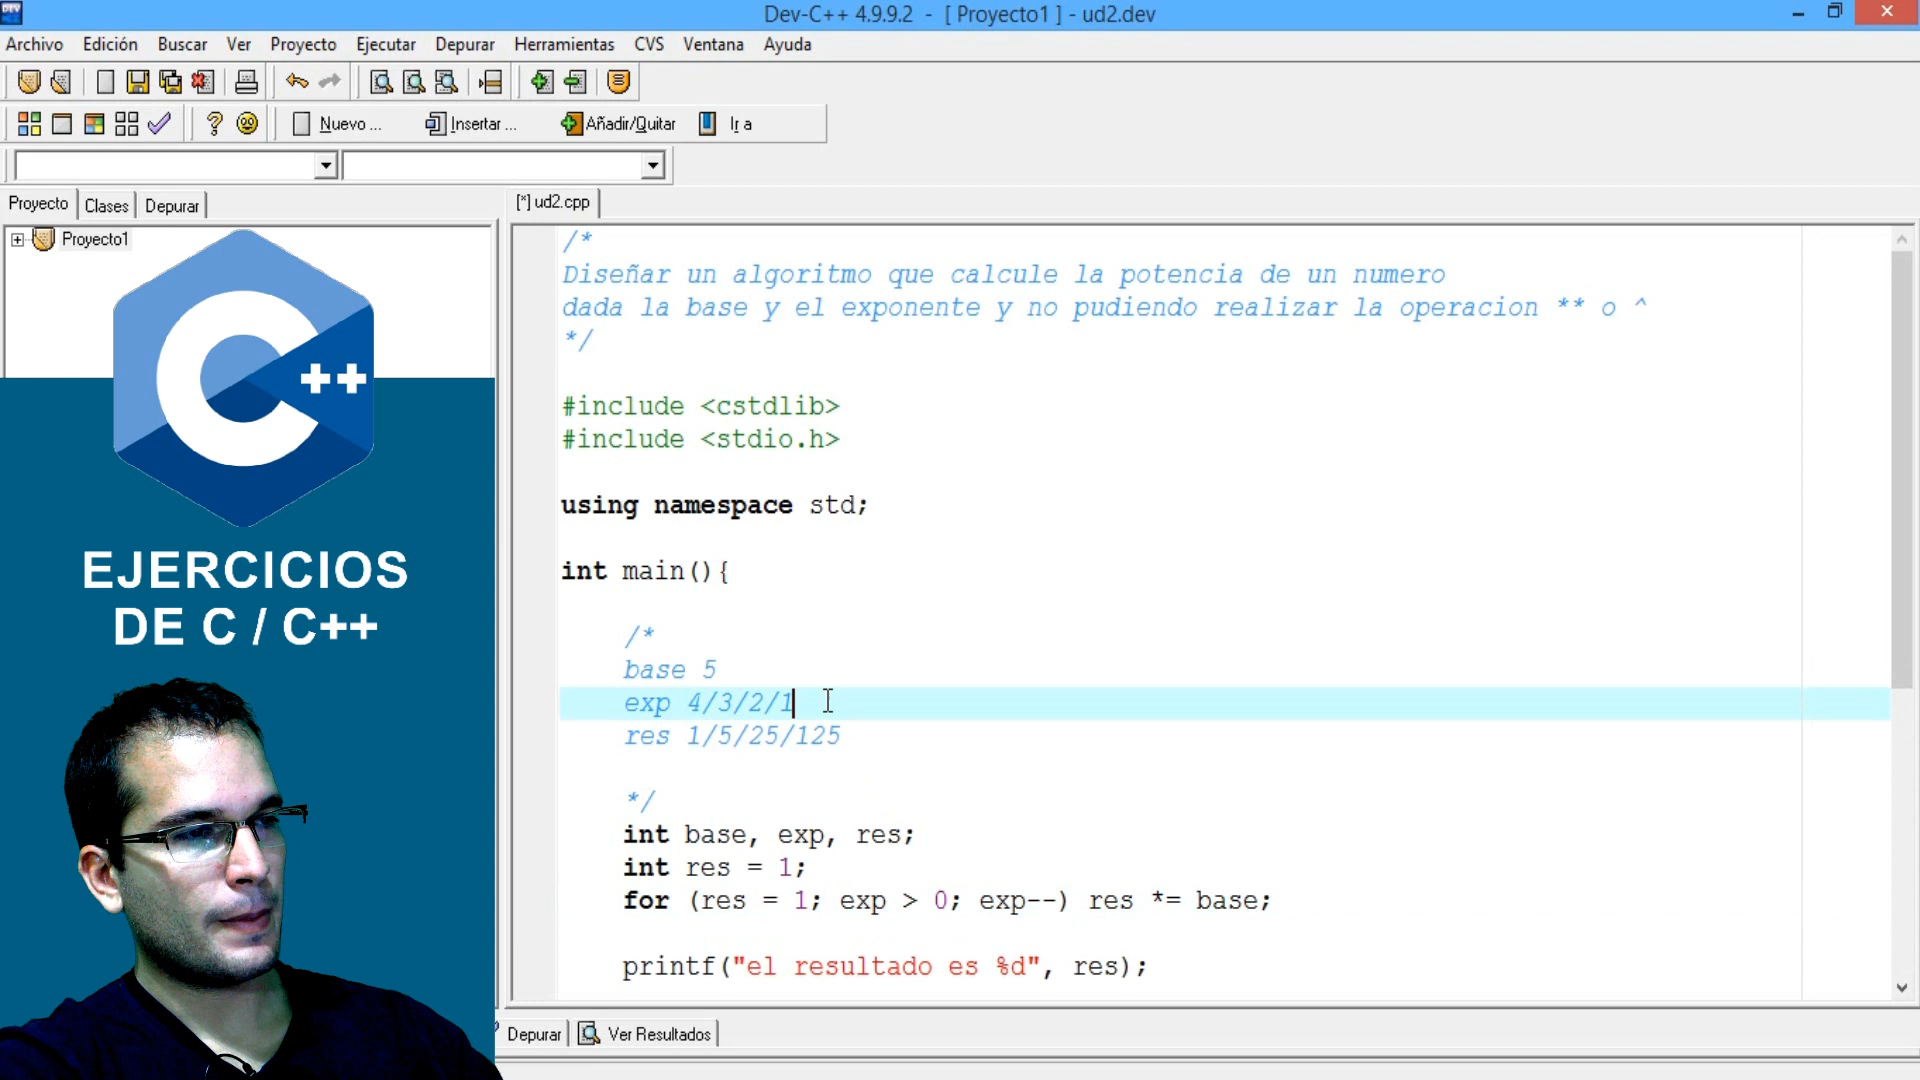 Dev-C++ 4.9.9.2 - [ Proyecto1 ] - ud2.dev
Archivo Edición Buscar Ver Proyecto Ejecutar Depurar Herramientas CVS Ventana Ayuda
Nuevo ... Insertar ... Añadir/Quitar Ir a
Proyecto Clases Depurar
[*] ud2.cpp
Proyecto1
/*
Diseñar un algoritmo que calcule la potencia de un numero
dada la base y el exponente y no pudiendo realizar la operacion ** o ^
*/
#include <cstdlib>
#include <stdio.h>
using namespace std;
int main(){
/*
base 5
exp 4/3/2/1
res 1/5/25/125
*/
int base, exp, res;
int res = 1;
for (res = 1; exp > 0; exp--) res *= base;
printf("el resultado es %d", res);
C++
EJERCICIOS
DE C / C++
Depurar Ver Resultados